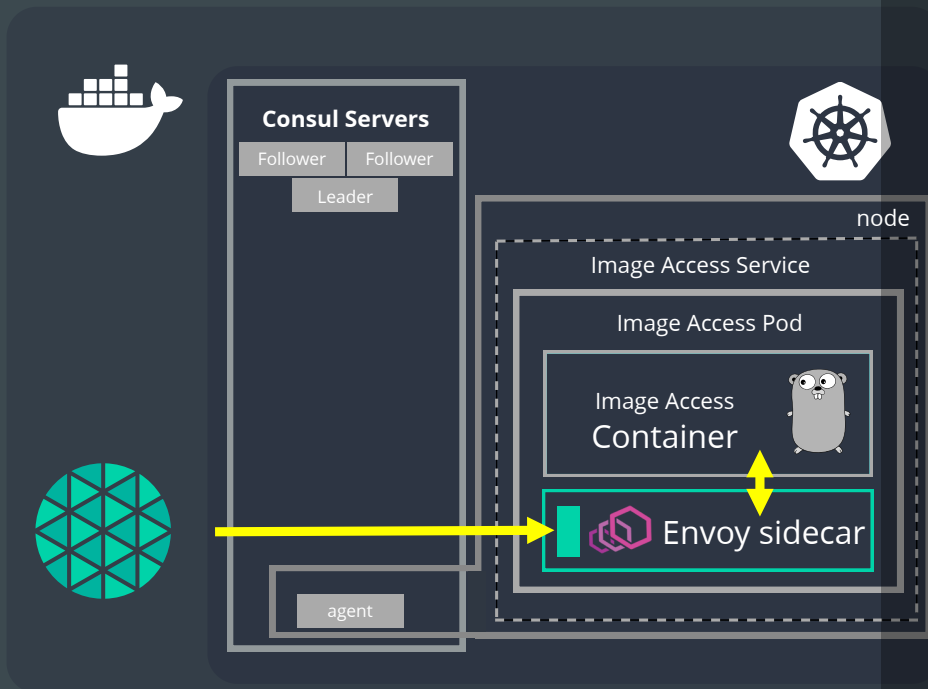 Consul Servers
Follower
Follower
Leader
node
Image Access Service
Image Access Pod
Image Access
Container
Envoy sidecar
agent